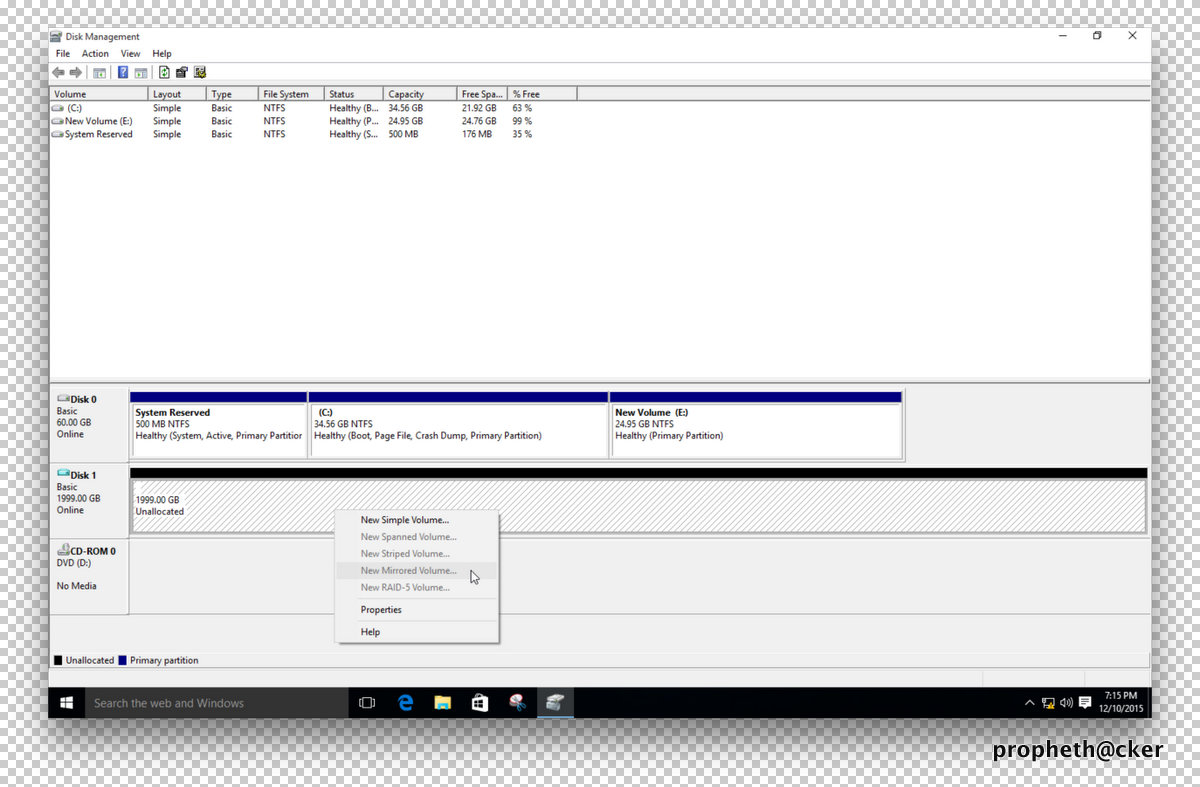 Disk Management
File Action View Help
Volume Layout Type File System Status Capacity Free Spa... % Free
(C:) Simple Basic NTFS Healthy (B... 34.56 GB 21.92 GB 63 %
New Volume (E:) Simple Basic NTFS Healthy (P... 24.95 GB 24.76 GB 99 %
System Reserved Simple Basic NTFS Healthy (S... 500 MB 176 MB 35 %
Disk 0
Basic
60.00 GB
Online
System Reserved
500 MB NTFS
Healthy (System, Active, Primary Partition
(C:)
34.56 GB NTFS
Healthy (Boot, Page File, Crash Dump, Primary Partition)
New Volume (E:)
24.95 GB NTFS
Healthy (Primary Partition)
Disk 1
Basic
1999.00 GB
Online
1999.00 GB
Unallocated
New Simple Volume...
New Spanned Volume...
New Striped Volume...
New Mirrored Volume...
New RAID-5 Volume...
Properties
Help
CD-ROM 0
DVD (D:)
No Media
Unallocated Primary partition
Search the web and Windows
7:15 PM
12/10/2015
propheth@cker